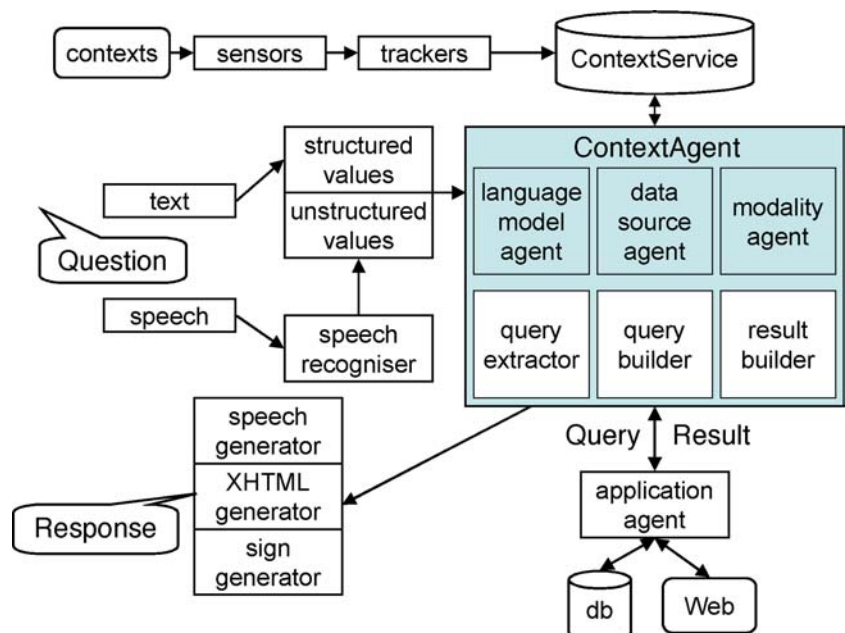 contexts
sensors
trackers
ContextService
ContextAgent
structured
values
unstructured
values
text
Question
speech
speech
recogniser
language
model
agent
data
source
agent
modality
agent
query
extractor
query
builder
result
builder
speech
generator
XHTML
generator
sign
generator
Response
Query Result
application
agent
db
Web